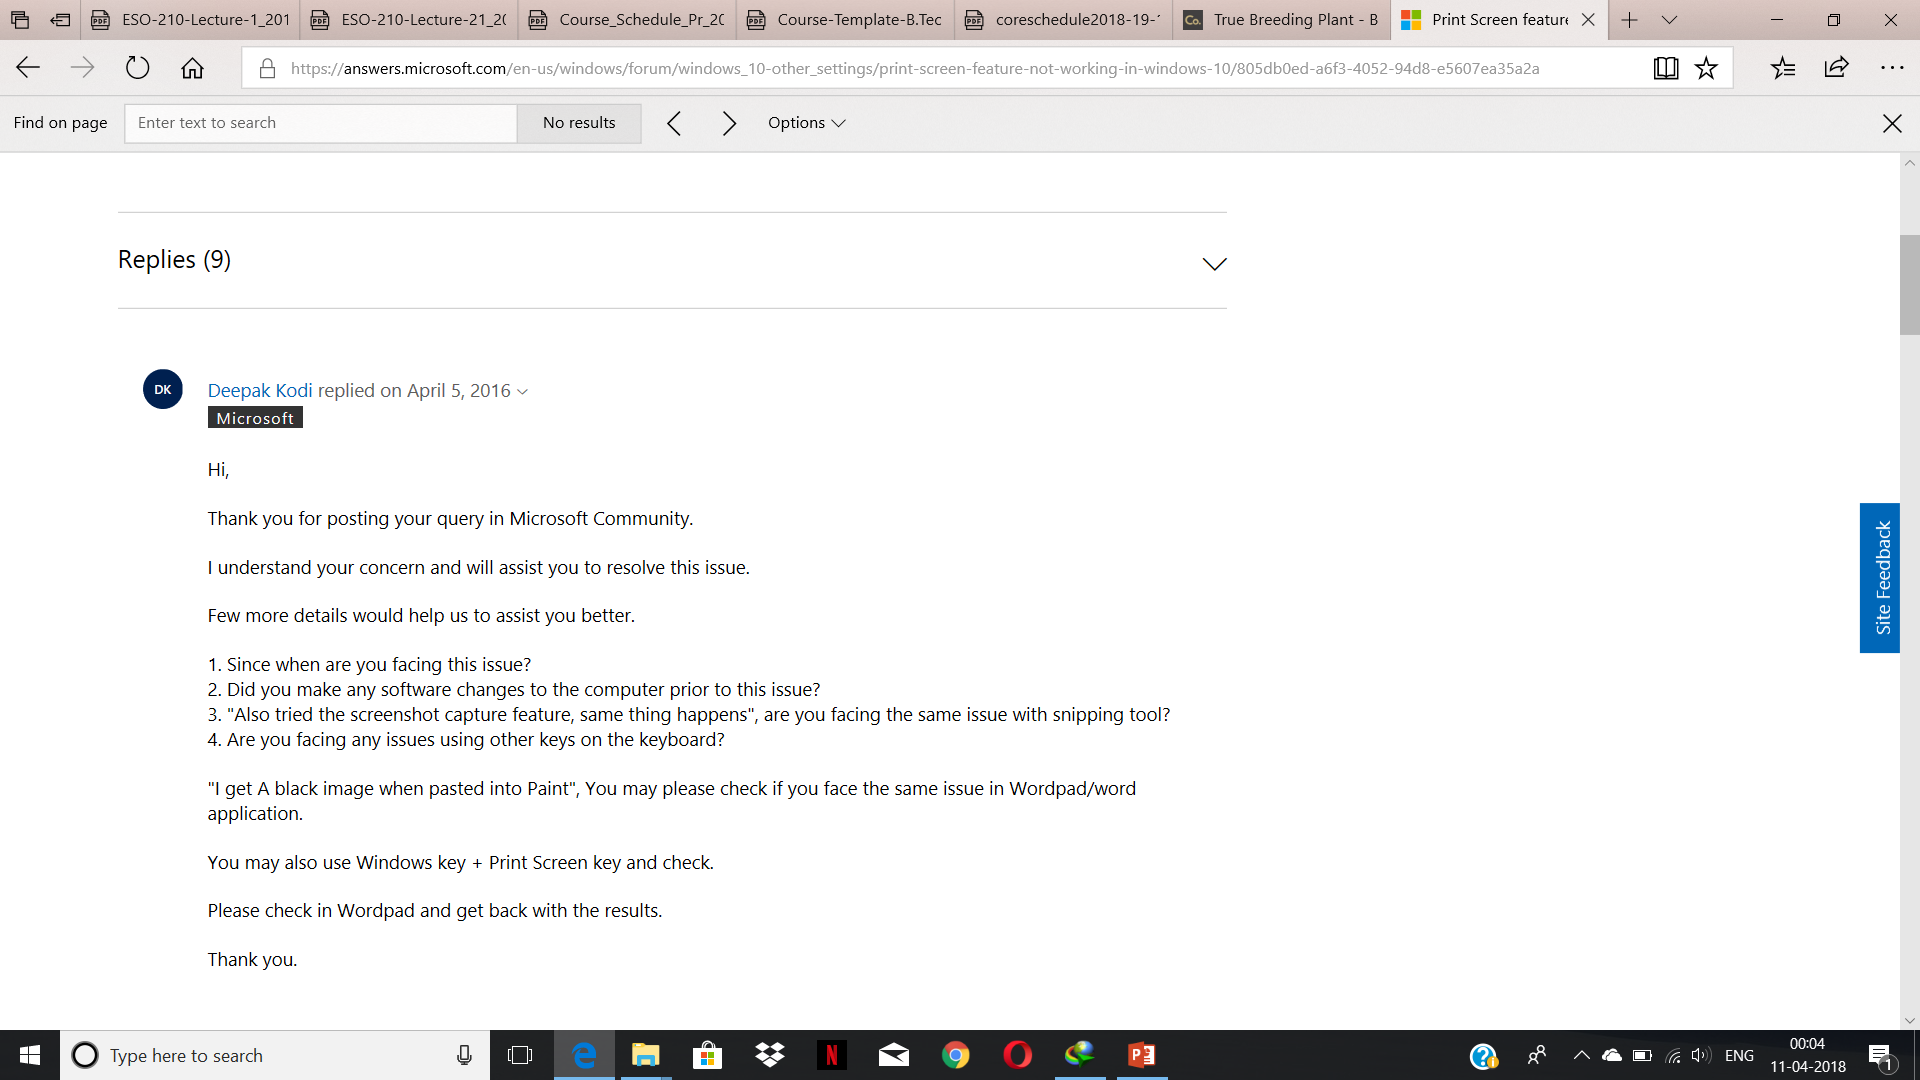 ESO-210-Lecture-1_201
ESO-210-Lecture-21_20
Course_Schedule_Pr_20
Course-Template-B.Tec
coreschedule2018-19-
True Breeding Plant - B
Print Screen feature
https://answers.microsoft.com/en-us/windows/forum/windows_10-other_settings/print-screen-feature-not-working-in-windows-10/805db0ed-a6f3-4052-94d8-e5607ea35a2a
Find on page
Enter text to search
No results
Options
Replies (9)
DK
Deepak Kodi replied on April 5, 2016
Microsoft
Hi,
Thank you for posting your query in Microsoft Community.
I understand your concern and will assist you to resolve this issue.
Few more details would help us to assist you better.
1. Since when are you facing this issue?
2. Did you make any software changes to the computer prior to this issue?
3. "Also tried the screenshot capture feature, same thing happens", are you facing the same issue with snipping tool?
4. Are you facing any issues using other keys on the keyboard?
"I get A black image when pasted into Paint", You may please check if you face the same issue in Wordpad/word
application.
You may also use Windows key + Print Screen key and check.
Please check in Wordpad and get back with the results.
Thank you.
Site Feedback
Type here to search
ENG
00:04
11-04-2018
1